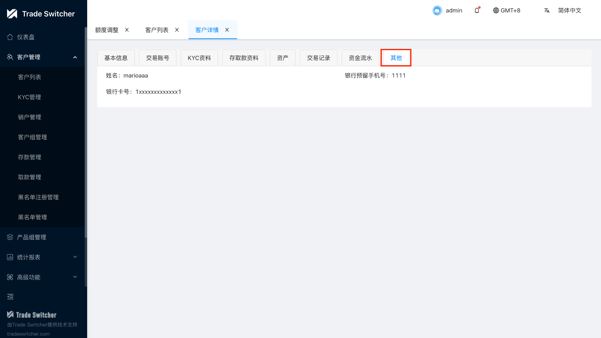 Trade Switcher
admin
GMT+8
简体中文
额度调整
客户列表
客户详情
仪表盘
客户管理
客户列表
KYC管理
销户管理
客户组管理
存款管理
取款管理
黑名单注册管理
黑名单管理
产品组管理
统计报表
高级功能
Trade Switcher
由Trade Switcher提供技术支持
tradeswitcher.com
基本信息
交易账号
KYC资料
存取款资料
资产
交易记录
资金流水
其他
姓名: marioaaa
银行预留手机号: 1111
银行卡号: 1xxxxxxxxxxxxx1